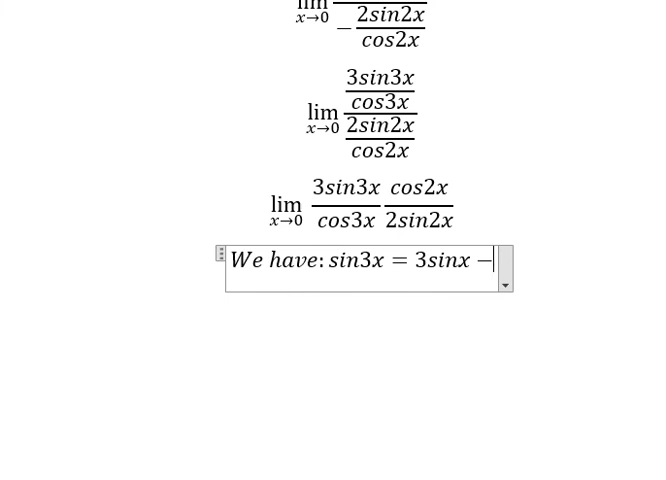 lim x→0
− 2sin2x
cos2x
3sin3x
cos3x
lim x→0
2sin2x
cos2x
3sin3x cos2x
lim x→0
cos3x 2sin2x
We have: sin3x = 3sinx −